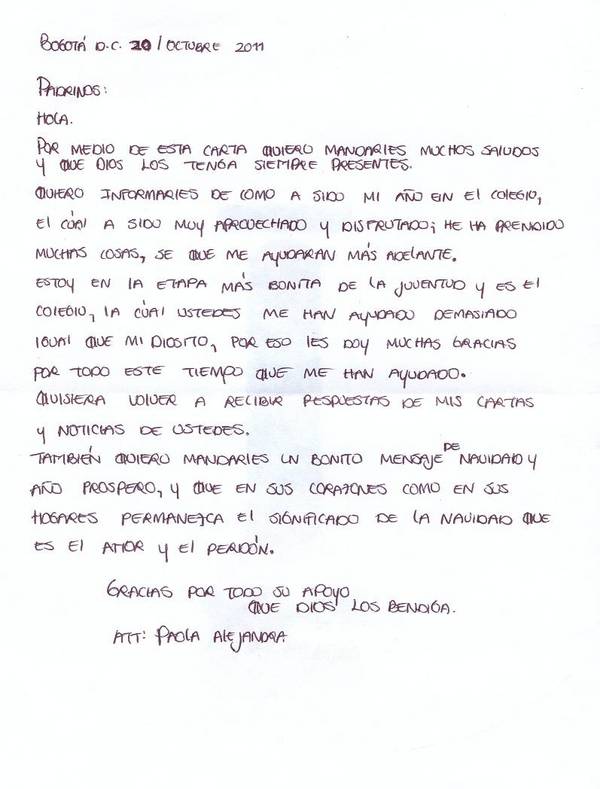 BOGOTÁ D.C. 20 / OCTUBRE 2011
PADRINOS:
HOLA.
POR MEDIO DE ESTA CARTA QUIERO MANDARLES MUCHOS SALUDOS
Y QUE DIOS LOS TENGA SIEMPRE PRESENTES.
QUIERO INFORMARLES DE COMO A SIDO MI AÑO EN EL COLEGIO,
EL CÚAL A SIDO MUY APROVECHADO Y DISFRUTADO; HE HA PRENDIDO
MUCHAS COSAS, SE QUE ME AYUDARAN MÁS ADELANTE.
ESTOY EN LA ETAPA MÁS BONITA DE LA JUVENTUD Y ES EL
COLEGIO, LA CÚAL USTEDES ME HAN AYUDADO DEMASIADO
IGUAL QUE MI DIOSITO, POR ESO LES DOY MUCHAS GRACIAS
POR TODO ESTE TIEMPO QUE ME HAN AYUDADO.
QUISIERA VOLVER A RECIBIR RESPUESTAS DE MIS CARTAS
Y NOTICIAS DE USTEDES.
TAMBIÉN QUIERO MANDARLES UN BONITO MENSAJE DE NAVIDAD Y
AÑO PROSPERO, Y QUE EN SUS CORAZONES COMO EN SUS
HOGARES PERMANEZCA EL SIGNIFICADO DE LA NAVIDAD QUE
ES EL AMOR Y EL PERDÓN.
GRACIAS POR TODO SU APOYO
QUE DIOS LOS BENDIGA.
ATT: PAOLA ALEJANDRA